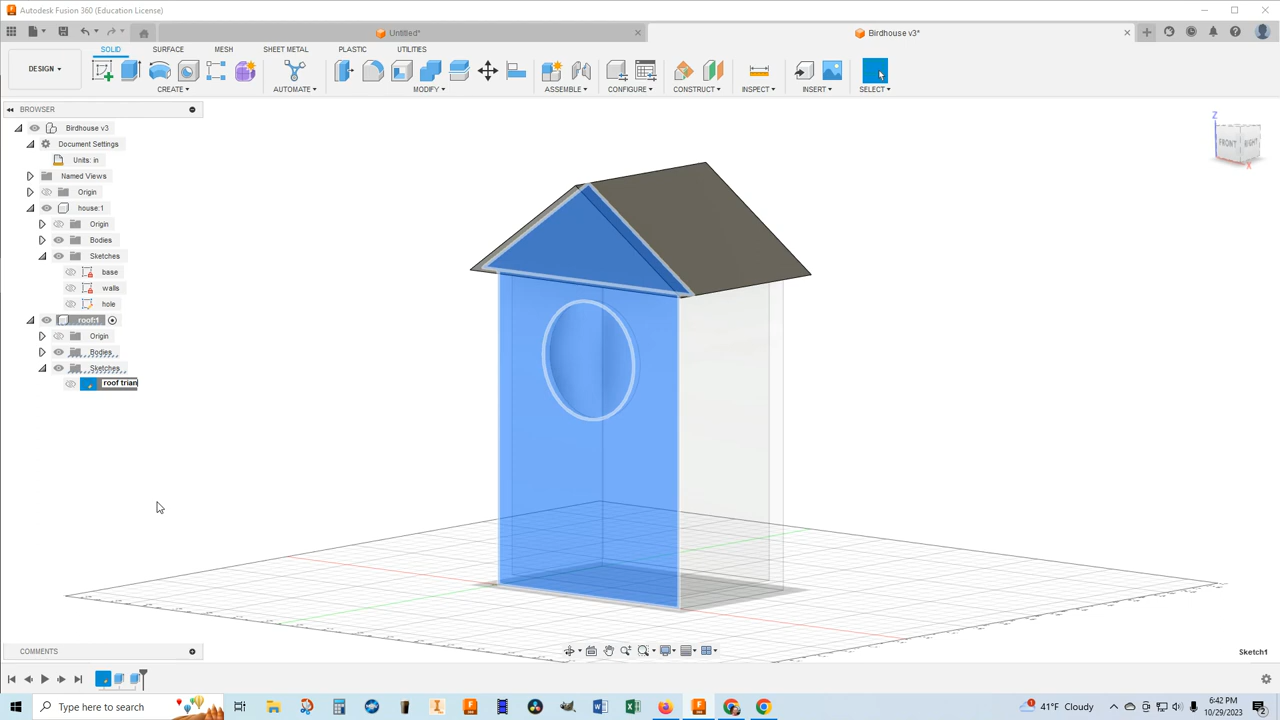 Autodesk Fusion 360 (Education License)
Untitled*
Birdhouse v3*
SOLID
SURFACE
MESH
SHEET METAL
PLASTIC
UTILITIES
DESIGN
CREATE
AUTOMATE
MODIFY
ASSEMBLE
CONFIGURE
CONSTRUCT
INSPECT
INSERT
SELECT
BROWSER
Birdhouse v3
Document Settings
Units: in
Named Views
Origin
house:1
Origin
Bodies
Sketches
base
walls
hole
roof:1
Origin
Bodies
Sketches
roof trian
Z
FRONT
RIGHT
X
COMMENTS
Sketch1
Type here to search
41°F Cloudy
6:42 PM
10/29/2023
2